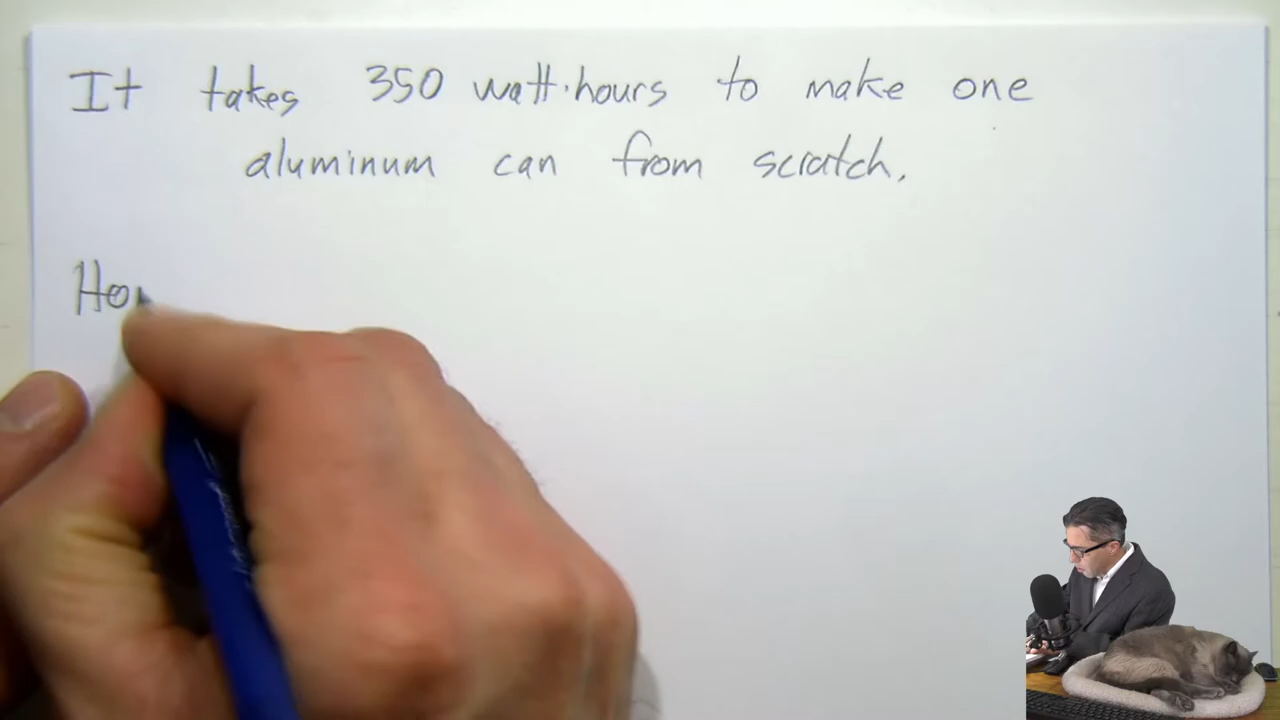 It takes 350 watt·hours to make one
aluminum can from scratch.